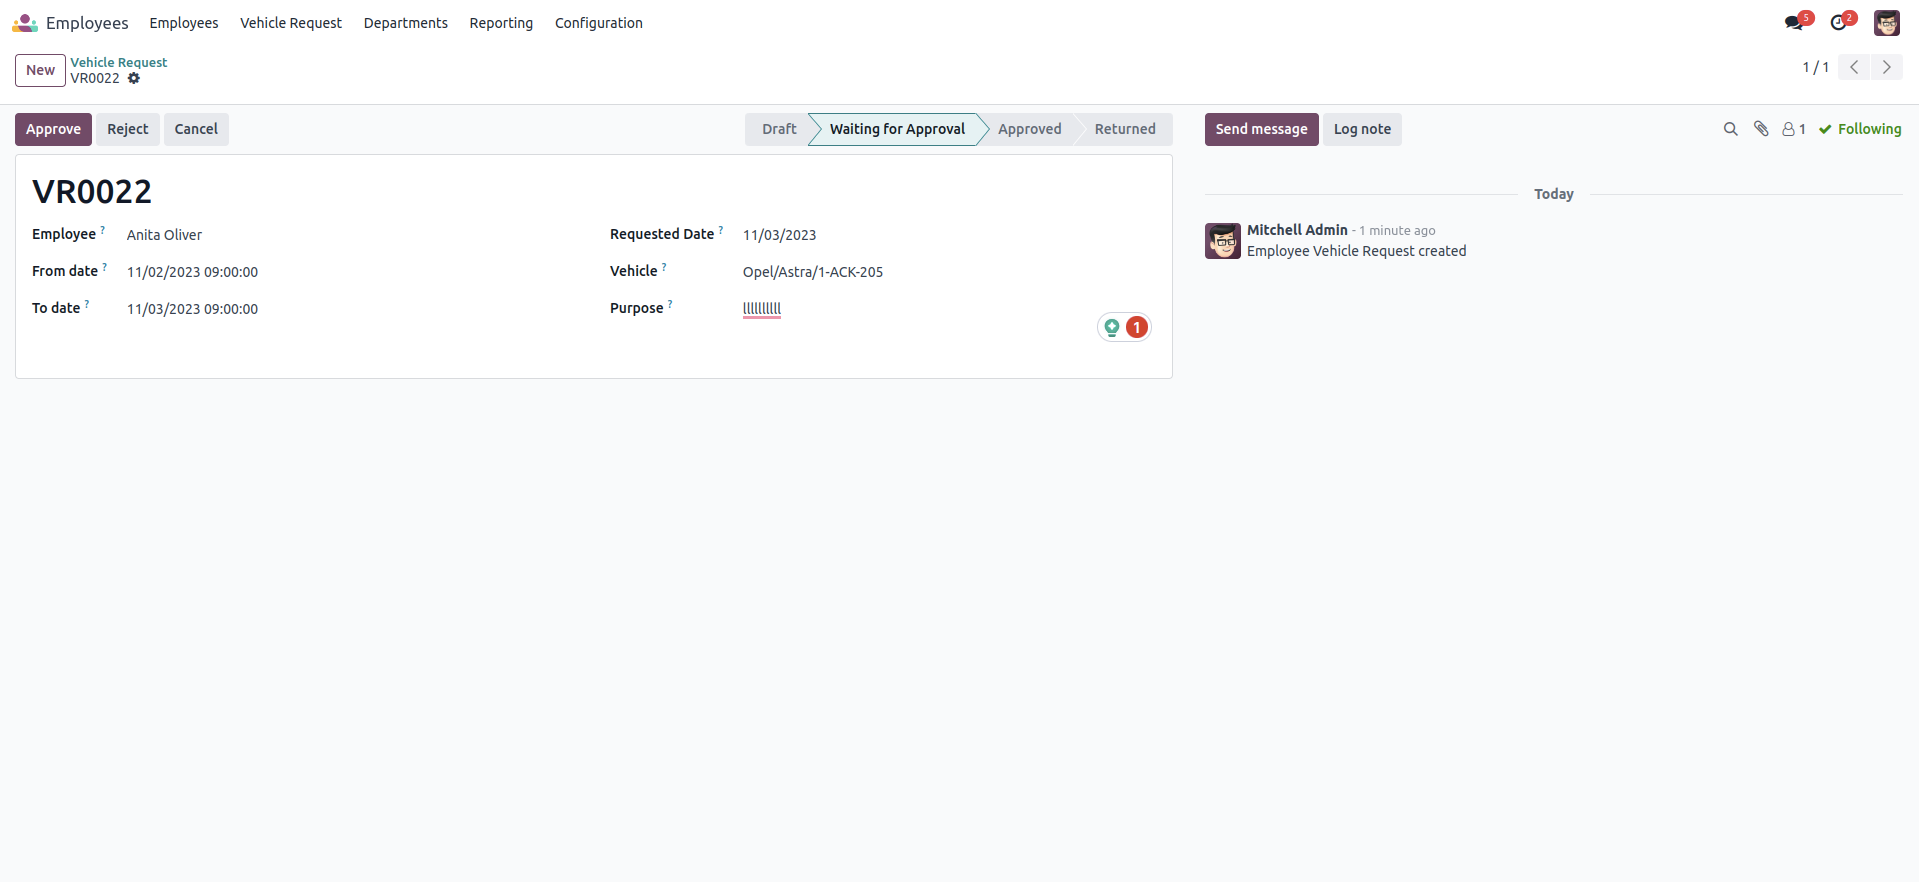 Employees Employees Vehicle Request Departments Reporting Configuration 5 2
New Vehicle Request 1 / 1
VR0022
Approve Reject Cancel Draft Waiting for Approval Approved Returned Send message Log note 1 Following
VR0022
Today
Employee ? Anita Oliver Requested Date ? 11/03/2023
Mitchell Admin - 1 minute ago
Employee Vehicle Request created
From date ? 11/02/2023 09:00:00 Vehicle ? Opel/Astra/1-ACK-205
To date ? 11/03/2023 09:00:00 Purpose ? llllllllll
1